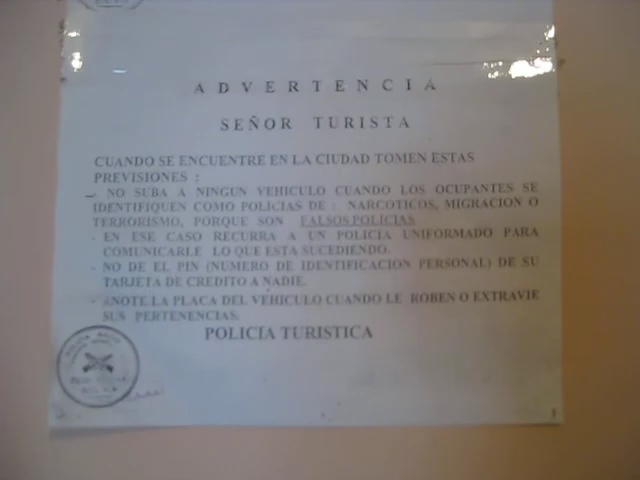 ADVERTENCIA
SEÑOR TURISTA
CUANDO SE ENCUENTRE EN LA CIUDAD TOMEN ESTAS
PREVISIONES :
- NO SUBA A NINGUN VEHICULO CUANDO LOS OCUPANTES SE
IDENTIFIQUEN COMO POLICIAS DE : NARCOTICOS, MIGRACION O
TERRORISMO, PORQUE SON FALSOS POLICIAS
- EN ESE CASO RECURRA A UN POLICIA UNIFORMADO PARA
COMUNICARLE LO QUE ESTA SUCEDIENDO.
- NO DE EL PIN (NUMERO DE IDENTIFICACION PERSONAL) DE SU
TARJETA DE CREDITO A NADIE.
- ANOTE LA PLACA DEL VEHICULO CUANDO LE ROBEN O EXTRAVIE
SUS PERTENENCIAS.
POLICIA TURISTICA